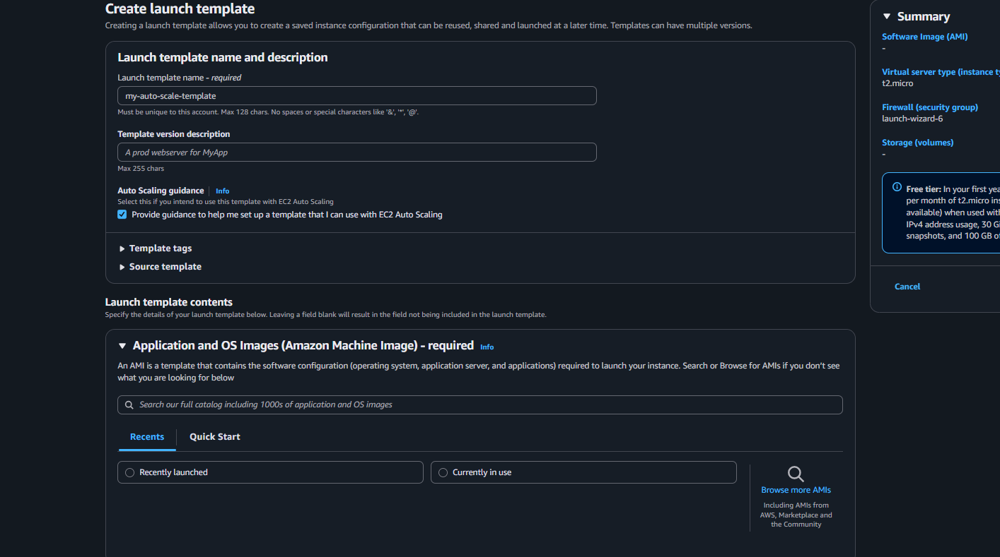 Create launch template
Creating a launch template allows you to create a saved instance configuration that can be reused, shared and launched at a later time. Templates can have multiple versions.
Launch template name and description
Launch template name - required
my-auto-scale-template
Must be unique to this account. Max 128 chars. No spaces or special characters like '&', '*', '@'.
Template version description
A prod webserver for MyApp
Max 255 chars
Auto Scaling guidance
Info
Select this if you intend to use this template with EC2 Auto Scaling
Provide guidance to help me set up a template that I can use with EC2 Auto Scaling
Template tags
Source template
Launch template contents
Specify the details of your launch template below. Leaving a field blank will result in the field not being included in the launch template.
Application and OS Images (Amazon Machine Image) - required
Info
An AMI is a template that contains the software configuration (operating system, application server, and applications) required to launch your instance. Search or Browse for AMIs if you don't see
what you are looking for below
Search our full catalog including 1000s of application and OS images
Recents
Quick Start
Recently launched
Currently in use
Browse more AMIs
Including AMIs from
AWS, Marketplace and
the Community
Summary
Software Image (AMI)
-
Virtual server type (instance ty
t2.micro
Firewall (security group)
launch-wizard-6
Storage (volumes)
-
Free tier: In your first yea
per month of t2.micro ins
available) when used with
IPv4 address usage, 30 Gi
snapshots, and 100 GB of
Cancel